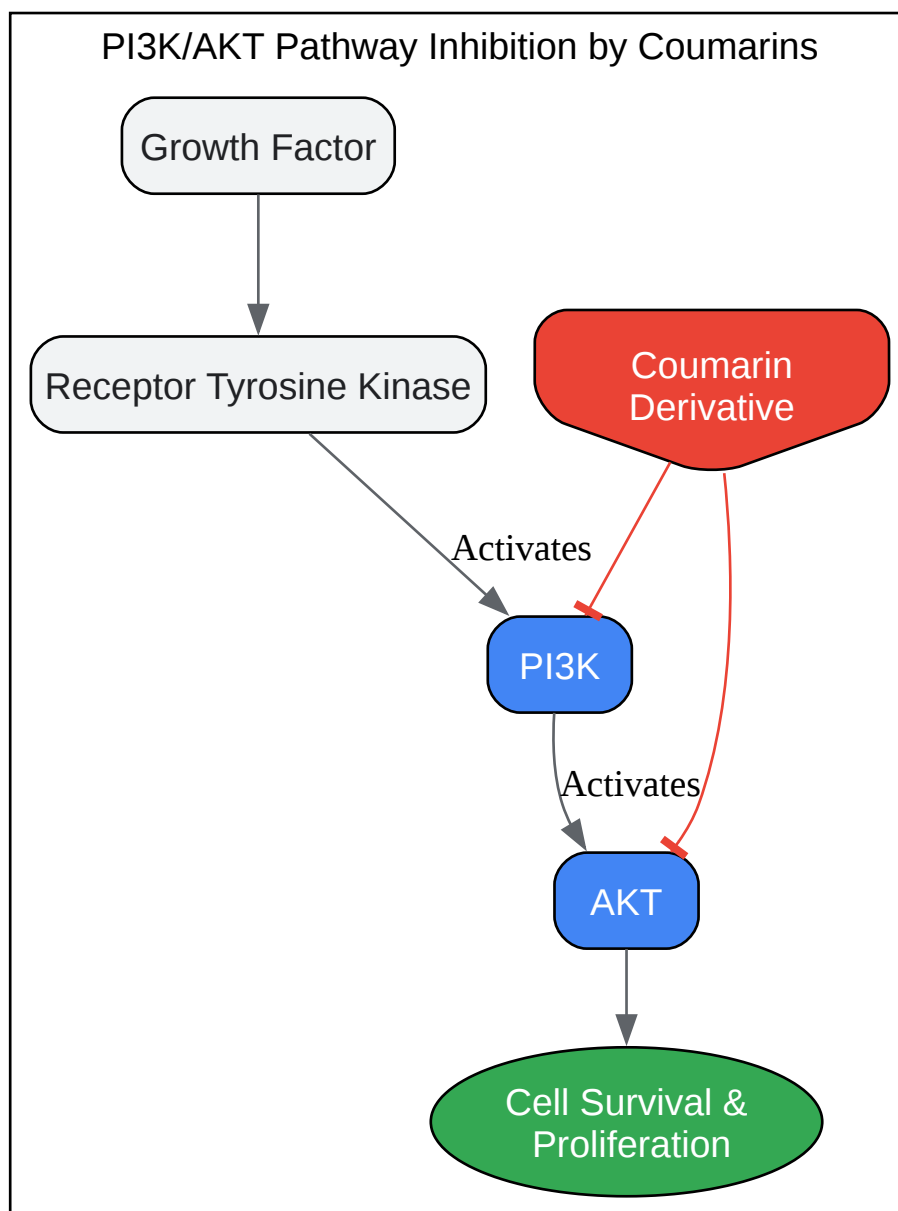 PI3K/AKT Pathway Inhibition by Coumarins
Growth Factor
Receptor Tyrosine Kinase
Coumarin
Derivative
Activates
PI3K
Activates
AKT
Cell Survival &
Proliferation